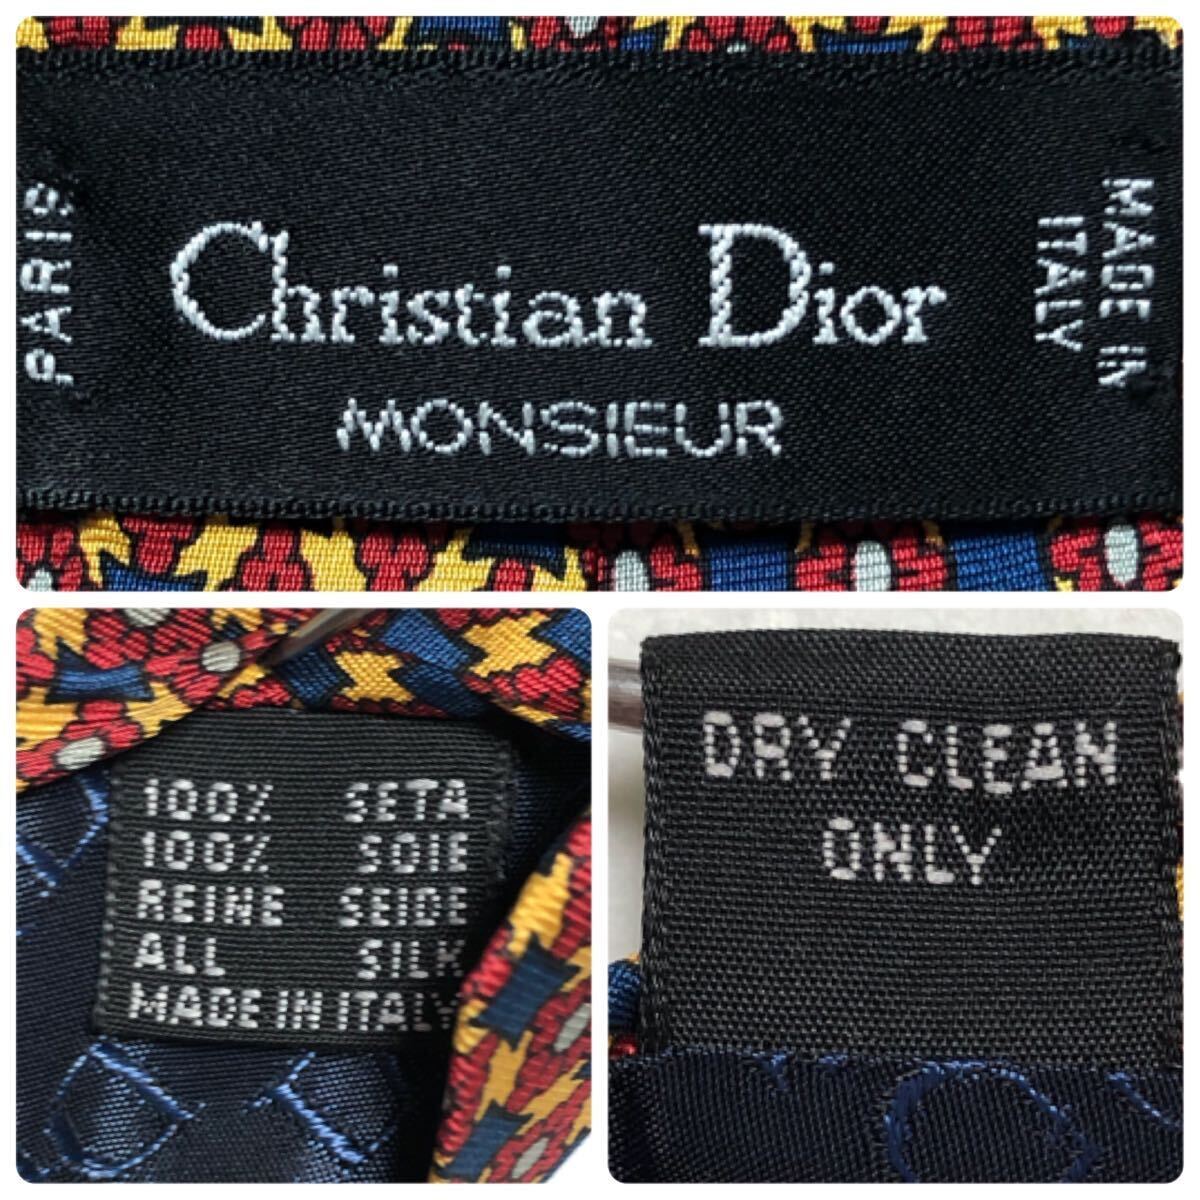 PARIS
Christian Dior
MONSIEUR
MADE IN
ITALY
100% SETA
100% SOIE
REINE SEIDE
ALL SILK
MADE IN ITALY
DRY CLEAN
ONLY